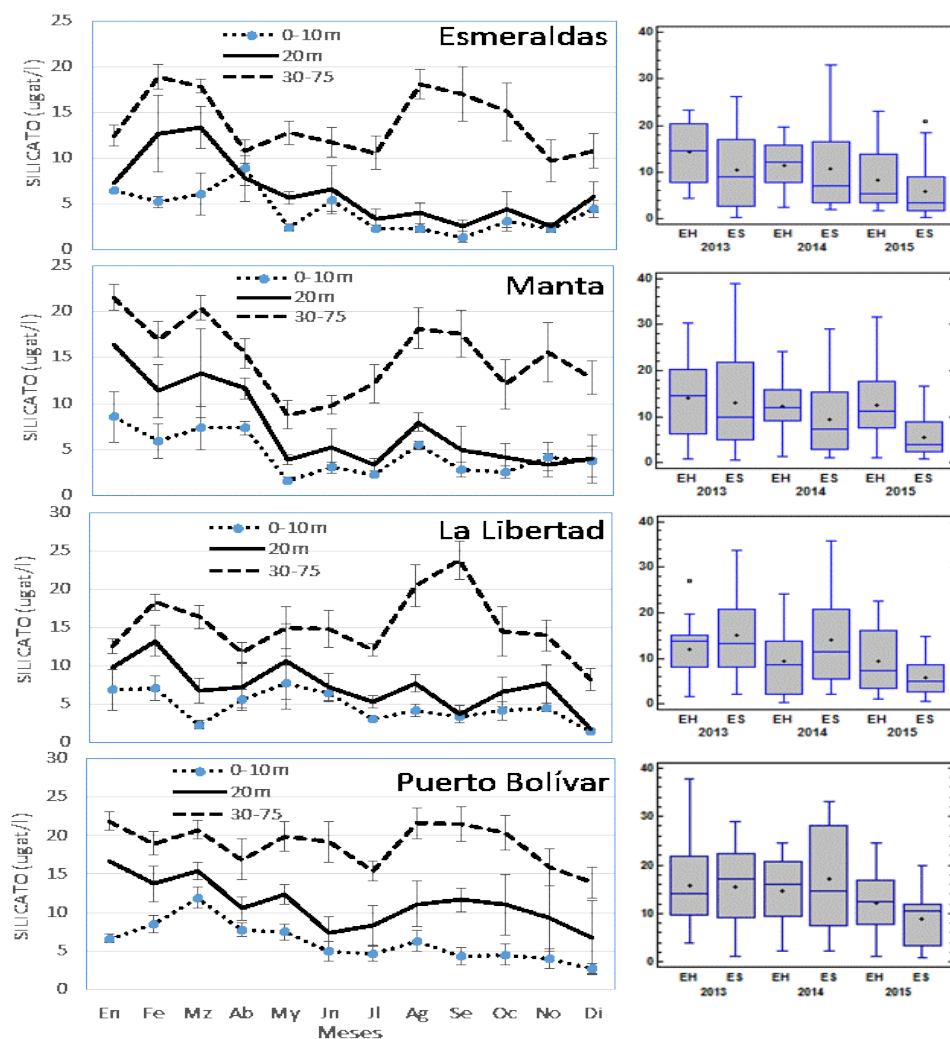 Esmeraldas
0-10m
20m
30-75
SILICATO (ugat/l)
25
20
15
10
5
0
40
30
20
10
0
EH ES EH ES EH ES
2013 2014 2015
Manta
0-10m
20m
30-75
SILICATO (ugat/l)
25
20
15
10
5
0
40
30
20
10
0
EH ES EH ES EH ES
2013 2014 2015
La Libertad
0-10m
20m
30-75
SILICATO (ugat/l)
30
25
20
15
10
5
0
40
30
20
10
0
EH ES EH ES EH ES
2013 2014 2015
Puerto Bolívar
0-10m
20m
30-75
SILICATO (ugat/l)
30
25
20
15
10
5
0
En Fe Mz Ab My Jn Jl Ag Se Oc No Di
Meses
40
30
20
10
0
EH ES EH ES EH ES
2013 2014 2015